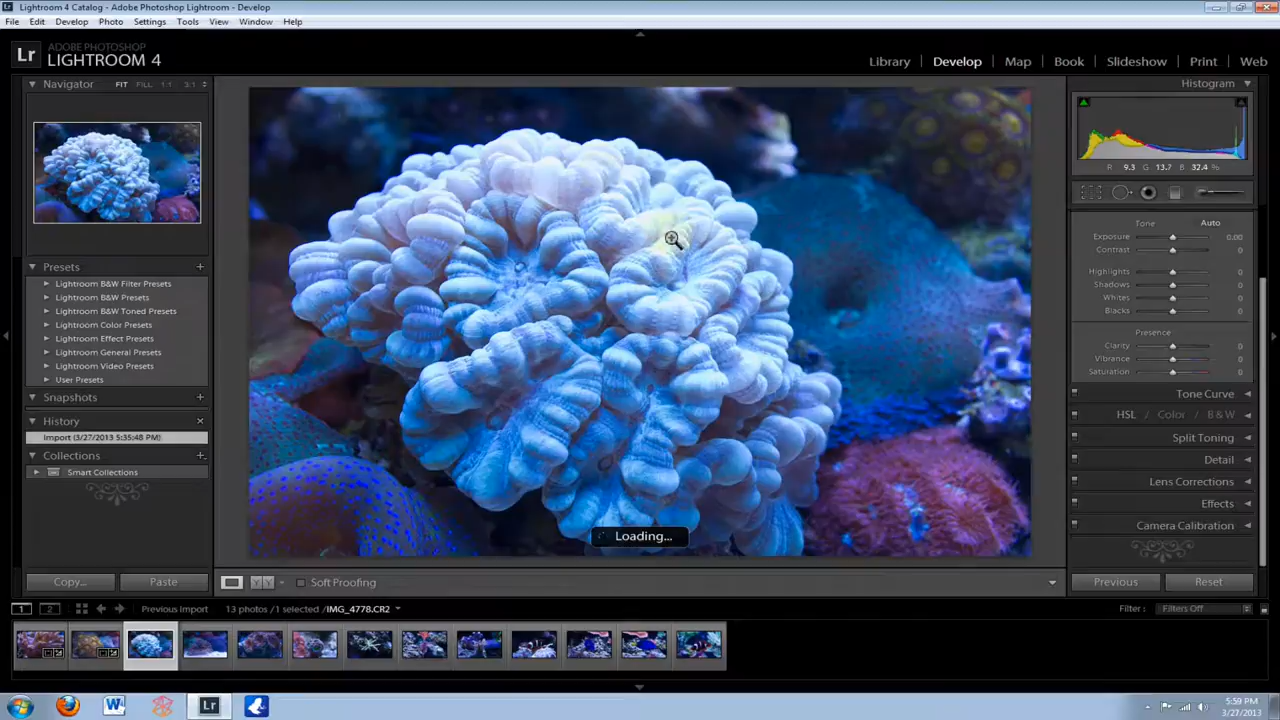 Lightroom 4 Catalog - Adobe Photoshop Lightroom - Develop
File Edit Develop Photo Settings Tools View Window Help
Lr ADOBE PHOTOSHOP
LIGHTROOM 4
Library Develop Map Book Slideshow Print Web
Navigator FIT FILL 1:1 3:1
Histogram
R 9.3 G 13.7 B 32.4 %
Tone Auto
Exposure 0.00
Contrast 0
Highlights 0
Shadows 0
Whites 0
Blacks 0
Presence
Clarity 0
Vibrance 0
Saturation 0
Tone Curve
HSL / Color / B & W
Split Toning
Detail
Lens Corrections
Effects
Camera Calibration
Presets +
Lightroom B&W Filter Presets
Lightroom B&W Presets
Lightroom B&W Toned Presets
Lightroom Color Presets
Lightroom Effect Presets
Lightroom General Presets
Lightroom Video Presets
User Presets
Snapshots +
History
Import (3/27/2013 5:35:48 PM)
Collections +
Smart Collections
Loading...
Copy... Paste
Y Y Soft Proofing
Previous Reset
1 2 Previous Import 13 photos /1 selected /IMG_4778.CR2
Filter : Filters Off
W Lr
5:59 PM
3/27/2013